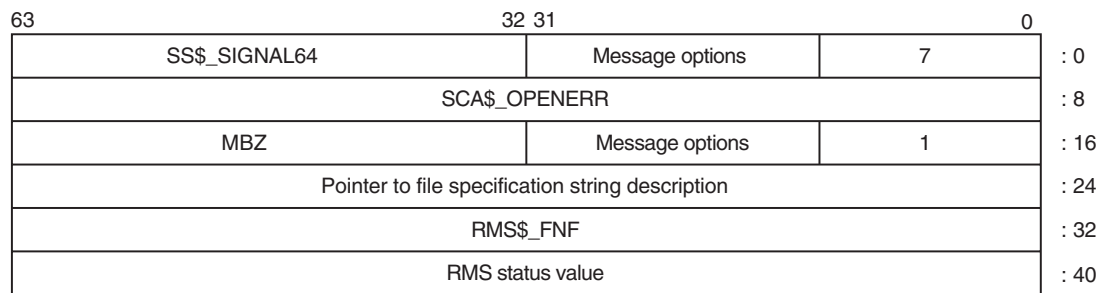 63 32 31 0
SS$_SIGNAL64 Message options 7 : 0
SCA$_OPENERR : 8
MBZ Message options 1 : 16
Pointer to file specification string description : 24
RMS$_FNF : 32
RMS status value : 40